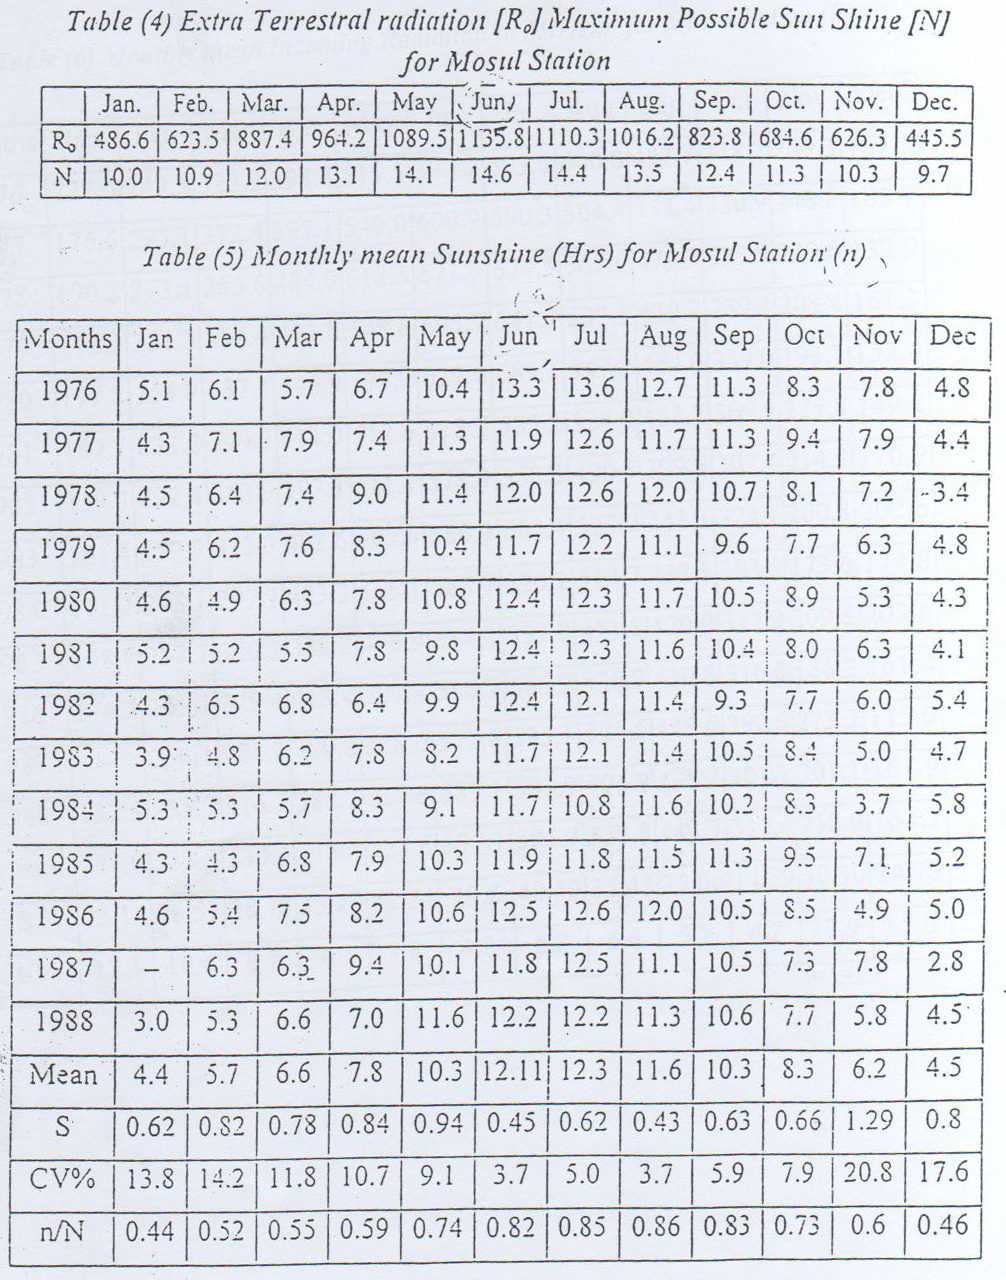 Table (4) Extra Terrestral radiation [Ro] Maximum Possible Sun Shine [N]
for Mosul Station
Jan. Feb. Mar. Apr. May Jun. Jul. Aug. Sep. Oct. Nov. Dec.
Ro 486.6 623.5 887.4 964.2 1089.5 1135.8 1110.3 1016.2 823.8 684.6 626.3 445.5
N 10.0 10.9 12.0 13.1 14.1 14.6 14.4 13.5 12.4 11.3 10.3 9.7
Table (5) Monthly mean Sunshine (Hrs) for Mosul Station (n)
Months Jan Feb Mar Apr May Jun Jul Aug Sep Oct Nov Dec
1976 5.1 6.1 5.7 6.7 10.4 13.3 13.6 12.7 11.3 8.3 7.8 4.8
1977 4.3 7.1 7.9 7.4 11.3 11.9 12.6 11.7 11.3 9.4 7.9 4.4
1978 4.5 6.4 7.4 9.0 11.4 12.0 12.6 12.0 10.7 8.1 7.2 3.4
1979 4.5 6.2 7.6 8.3 10.4 11.7 12.2 11.1 9.6 7.7 6.3 4.8
1980 4.6 4.9 6.3 7.8 10.8 12.4 12.3 11.7 10.5 8.9 5.3 4.3
1981 5.2 5.2 5.5 7.8 9.8 12.4 12.3 11.6 10.4 8.0 6.3 4.1
1982 4.3 6.5 6.8 6.4 9.9 12.4 12.1 11.4 9.3 7.7 6.0 5.4
1983 3.9 4.8 6.2 7.8 8.2 11.7 12.1 11.4 10.5 8.4 5.0 4.7
1984 5.3 5.3 5.7 8.3 9.1 11.7 10.8 11.6 10.2 8.3 3.7 5.8
1985 4.3 4.3 6.8 7.9 10.3 11.9 11.8 11.5 11.3 9.5 7.1 5.2
1986 4.6 5.4 7.5 8.2 10.6 12.5 12.6 12.0 10.5 8.5 4.9 5.0
1987 – 6.3 6.3 9.4 10.1 11.8 12.5 11.1 10.5 7.3 7.8 2.8
1988 3.0 5.3 6.6 7.0 11.6 12.2 12.2 11.3 10.6 7.7 5.8 4.5
Mean 4.4 5.7 6.6 7.8 10.3 12.11 12.3 11.6 10.3 8.3 6.2 4.5
S 0.62 0.82 0.78 0.84 0.94 0.45 0.62 0.43 0.63 0.66 1.29 0.8
CV% 13.8 14.2 11.8 10.7 9.1 3.7 5.0 3.7 5.9 7.9 20.8 17.6
n/N 0.44 0.52 0.55 0.59 0.74 0.82 0.85 0.86 0.83 0.73 0.6 0.46